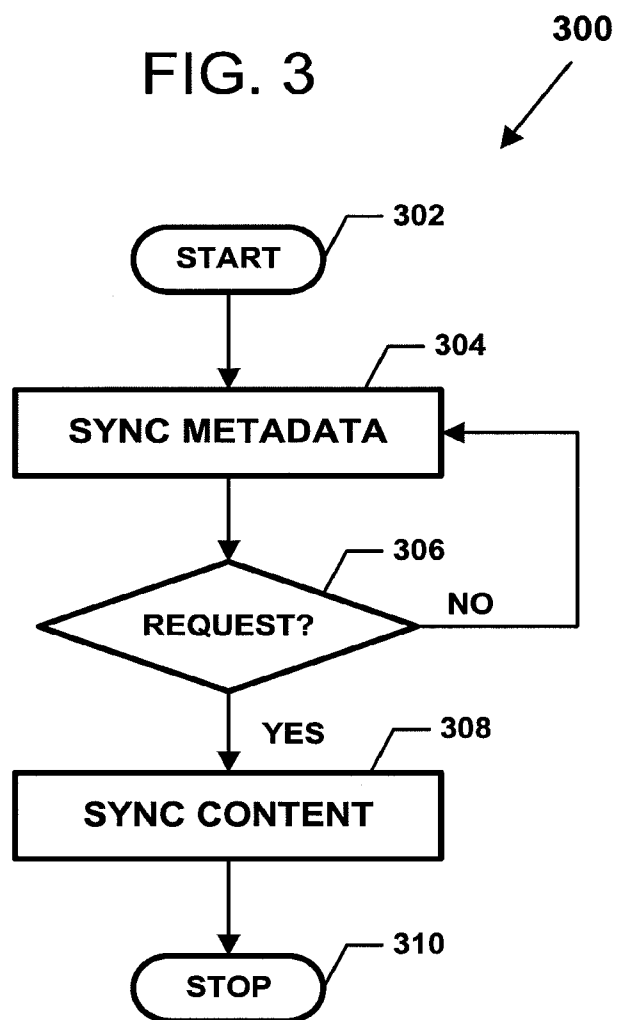 300
FIG. 3
302
START
304
SYNC METADATA
306
REQUEST?
NO
YES
308
SYNC CONTENT
310
STOP